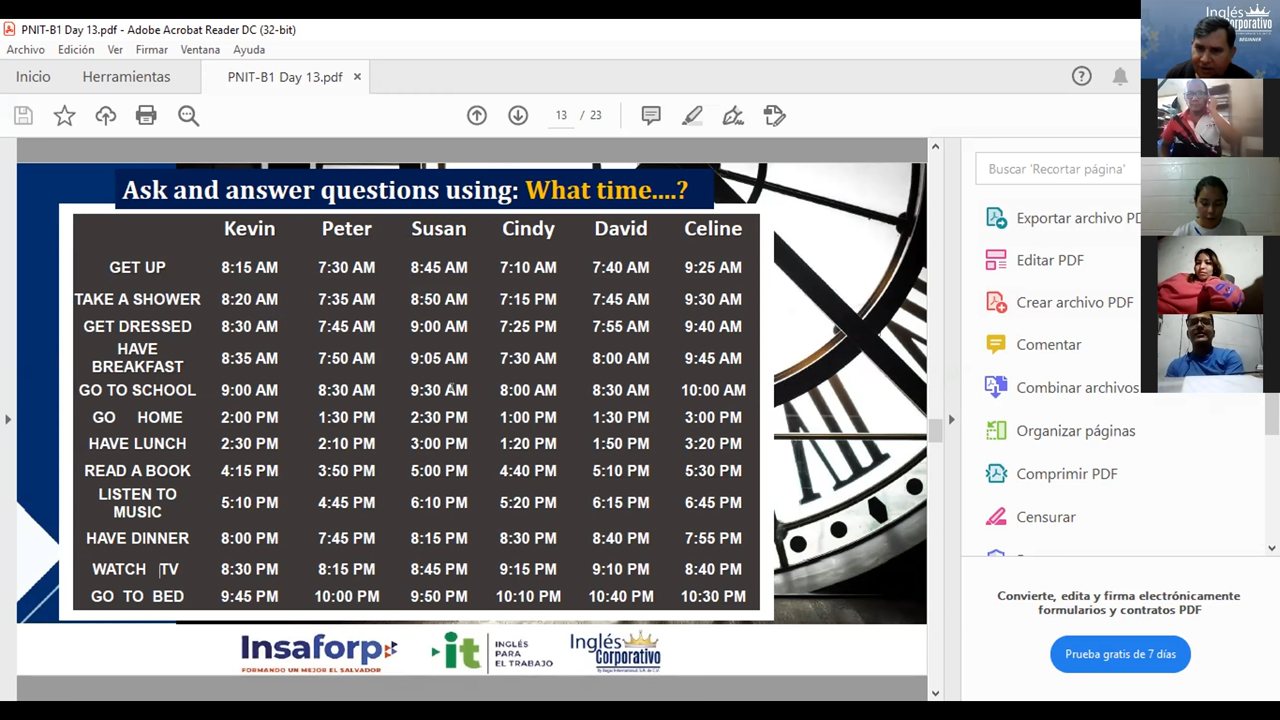 PNIT-B1 Day 13.pdf - Adobe Acrobat Reader DC (32-bit)
Archivo Edición Ver Firmar Ventana Ayuda
Inicio Herramientas PNIT-B1 Day 13.pdf ×
13 / 23
Ask and answer questions using: What time....?
Kevin Peter Susan Cindy David Celine
GET UP 8:15 AM 7:30 AM 8:45 AM 7:10 AM 7:40 AM 9:25 AM
TAKE A SHOWER 8:20 AM 7:35 AM 8:50 AM 7:15 PM 7:45 AM 9:30 AM
GET DRESSED 8:30 AM 7:45 AM 9:00 AM 7:25 PM 7:55 AM 9:40 AM
HAVE
BREAKFAST 8:35 AM 7:50 AM 9:05 AM 7:30 AM 8:00 AM 9:45 AM
GO TO SCHOOL 9:00 AM 8:30 AM 9:30 AM 8:00 AM 8:30 AM 10:00 AM
GO HOME 2:00 PM 1:30 PM 2:30 PM 1:00 PM 1:30 PM 3:00 PM
HAVE LUNCH 2:30 PM 2:10 PM 3:00 PM 1:20 PM 1:50 PM 3:20 PM
READ A BOOK 4:15 PM 3:50 PM 5:00 PM 4:40 PM 5:10 PM 5:30 PM
LISTEN TO
MUSIC 5:10 PM 4:45 PM 6:10 PM 5:20 PM 6:15 PM 6:45 PM
HAVE DINNER 8:00 PM 7:45 PM 8:15 PM 8:30 PM 8:40 PM 7:55 PM
WATCH TV 8:30 PM 8:15 PM 8:45 PM 9:15 PM 9:10 PM 8:40 PM
GO TO BED 9:45 PM 10:00 PM 9:50 PM 10:10 PM 10:40 PM 10:30 PM
Insaforp
FORMANDO UN MEJOR EL SALVADOR
it
INGLÉS
PARA
EL TRABAJO
Inglés
Corporativo
Buscar 'Recortar página'
Exportar archivo PD
Editar PDF
Crear archivo PDF
Comentar
Combinar archivos
Organizar páginas
Comprimir PDF
Censurar
Convierte, edita y firma electrónicamente
formularios y contratos PDF
Prueba gratis de 7 días
Inglés
Corporativo
BEGINNER